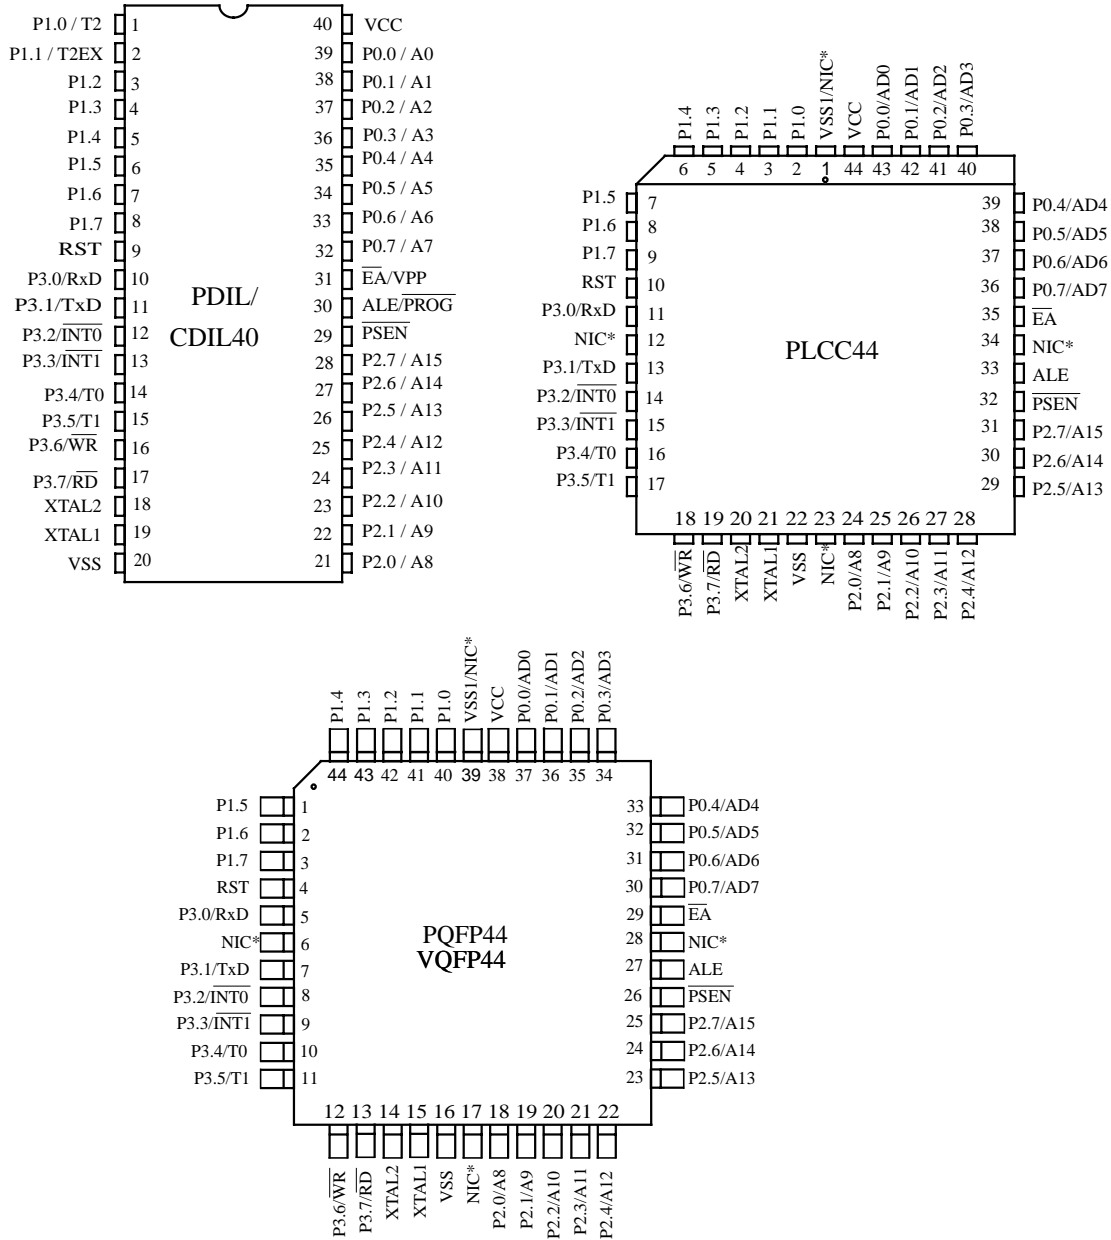 P1.0 / T2 1 40 VCC
P1.1 / T2EX 2 39 P0.0 / A0
P1.2 3 38 P0.1 / A1
P1.3 4 37 P0.2 / A2
P1.4 5 36 P0.3 / A3
P1.5 6 35 P0.4 / A4
P1.6 7 34 P0.5 / A5
P1.7 8 33 P0.6 / A6
RST 9 32 P0.7 / A7
P3.0/RxD 10 31 EA/VPP
P3.1/TxD 11 30 ALE/PROG
P3.2/INT0 12 29 PSEN
P3.3/INT1 13 28 P2.7 / A15
P3.4/T0 14 27 P2.6 / A14
P3.5/T1 15 26 P2.5 / A13
P3.6/WR 16 25 P2.4 / A12
P3.7/RD 17 24 P2.3 / A11
XTAL2 18 23 P2.2 / A10
XTAL1 19 22 P2.1 / A9
VSS 20 21 P2.0 / A8
PDIL/
CDIL40
P1.4 P1.3 P1.2 P1.1 P1.0 VSS1/NIC* VCC P0.0/AD0 P0.1/AD1 P0.2/AD2 P0.3/AD3
6 5 4 3 2 1 44 43 42 41 40
P1.5 7 39 P0.4/AD4
P1.6 8 38 P0.5/AD5
P1.7 9 37 P0.6/AD6
RST 10 36 P0.7/AD7
P3.0/RxD 11 35 EA
NIC* 12 34 NIC*
P3.1/TxD 13 33 ALE
P3.2/INT0 14 32 PSEN
P3.3/INT1 15 31 P2.7/A15
P3.4/T0 16 30 P2.6/A14
P3.5/T1 17 29 P2.5/A13
PLCC44
18 19 20 21 22 23 24 25 26 27 28
P3.6/WR P3.7/RD XTAL2 XTAL1 VSS NIC* P2.0/A8 P2.1/A9 P2.2/A10 P2.3/A11 P2.4/A12
P1.4 P1.3 P1.2 P1.1 P1.0 VSS1/NIC* VCC P0.0/AD0 P0.1/AD1 P0.2/AD2 P0.3/AD3
44 43 42 41 40 39 38 37 36 35 34
P1.5 1 33 P0.4/AD4
P1.6 2 32 P0.5/AD5
P1.7 3 31 P0.6/AD6
RST 4 30 P0.7/AD7
P3.0/RxD 5 29 EA
NIC* 6 28 NIC*
P3.1/TxD 7 27 ALE
P3.2/INT0 8 26 PSEN
P3.3/INT1 9 25 P2.7/A15
P3.4/T0 10 24 P2.6/A14
P3.5/T1 11 23 P2.5/A13
PQFP44
VQFP44
12 13 14 15 16 17 18 19 20 21 22
P3.6/WR P3.7/RD XTAL2 XTAL1 VSS NIC* P2.0/A8 P2.1/A9 P2.2/A10 P2.3/A11 P2.4/A12